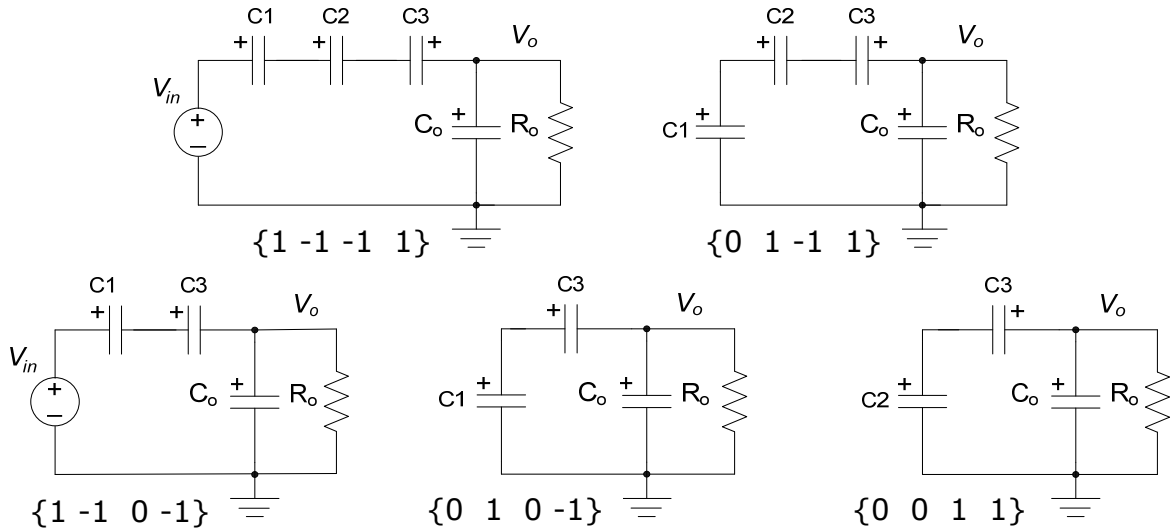 C1 C2 C3
+ + + V_o
V_in + C_o + R_o
−
{1 -1 -1 1}
C2 C3
+ + V_o
C1 + C_o + R_o
{0 1 -1 1}
C1 C3
+ + V_o
V_in + C_o + R_o
−
{1 -1 0 -1}
C3
+ V_o
C1 + C_o + R_o
{0 1 0 -1}
C3
+ V_o
C2 + C_o + R_o
{0 0 1 1}